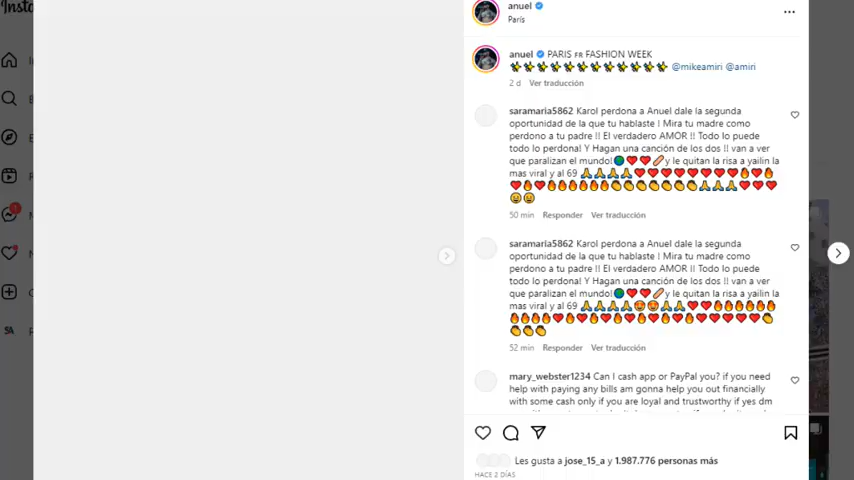 Insta
anuel
París
anuel PARIS FR FASHION WEEK
✨✨✨✨✨✨✨✨✨✨✨✨ @mikeamiri @amiri
2 d Ver traducción
saramaria5862 Karol perdona a Anuel dale la segunda
oportunidad de la que tu hablaste ! Mira tu madre como
perdono a tu padre !! El verdadero AMOR !! Todo lo puede
todo lo perdona! Y Hagan una canción de los dos !! van a ver
que paralizan el mundo! y le quitan la risa a yailin la
mas viral y al 69
50 min Responder Ver traducción
saramaria5862 Karol perdona a Anuel dale la segunda
oportunidad de la que tu hablaste ! Mira tu madre como
perdono a tu padre !! El verdadero AMOR !! Todo lo puede
todo lo perdona! Y Hagan una canción de los dos !! van a ver
que paralizan el mundo! y le quitan la risa a yailin la
mas viral y al 69
52 min Responder Ver traducción
mary_webster1234 Can I cash app or PayPal you? if you need
help with paying any bills am gonna help you out financially
with some cash only if you are loyal and trustworthy if yes dm
Les gusta a jose_15_a y 1.987.776 personas más
HACE 2 DÍAS